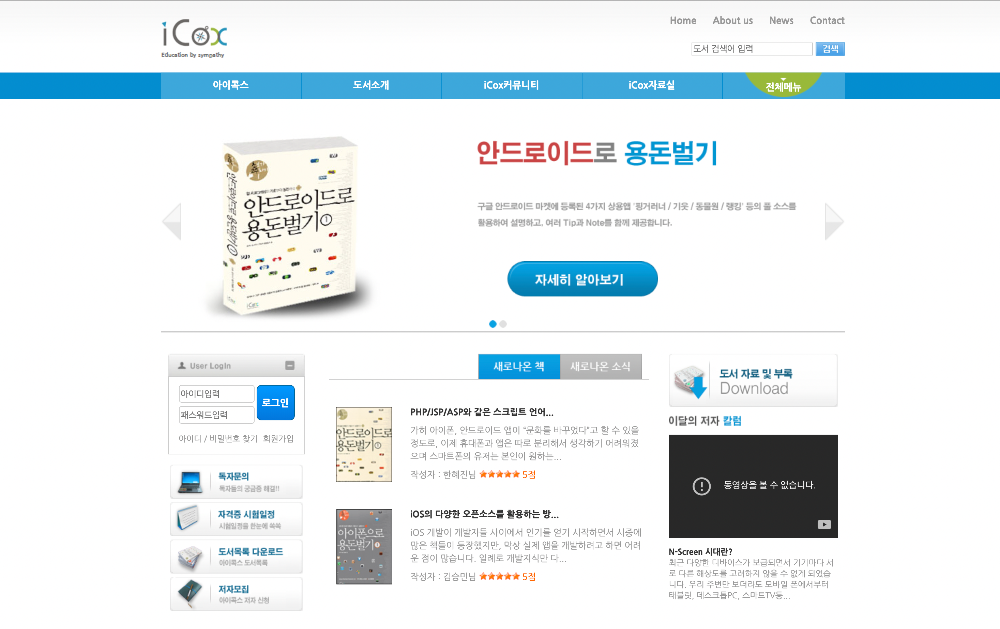 iCox
Education by sympathy
Home About us News Contact
도서 검색어 입력 검색
아이콕스 도서소개 iCox커뮤니티 iCox자료실 전체메뉴
안드로이드로 용돈벌기
안드로이드로
용돈벌기①
안드로이드로 용돈벌기①
iCox
구글 안드로이드 마켓에 등록된 4가지 상용앱 '핑거러너 / 기웃 / 동물원 / 랭킹' 등의 풀 소스를
활용하여 설명하고, 여러 Tip과 Note를 함께 제공합니다.
자세히 알아보기
User LogIn
아이디입력
패스워드입력
로그인
아이디 / 비밀번호 찾기 회원가입
독자문의
독자들의 궁금증 해결!!
자격증 시험일정
시험일정을 한눈에 쏙쏙
도서목록 다운로드
아이콕스 도서목록
저자모집
아이콕스 저자 신청
새로나온 책 새로나온 소식
안드로이드로
용돈벌기①
PHP/JSP/ASP와 같은 스크립트 언어...
가히 아이폰, 안드로이드 앱이 “문화를 바꾸었다”고 할 수 있을
정도로, 이제 휴대폰과 앱은 따로 분리해서 생각하기 어려워졌
으며 스마트폰의 유저는 본인이 원하는...
작성자 : 한혜진님 5점
아이폰으로
용돈벌기①
iOS의 다양한 오픈소스를 활용하는 방...
iOS 개발이 개발자들 사이에서 인기를 얻기 시작하면서 시중에
많은 책들이 등장했지만, 막상 실제 앱을 개발하려고 하면 어려
운 점이 많습니다. 일례로 개발지식만 다...
작성자 : 김승민님 5점
도서 자료 및 부록
Download
이달의 저자 칼럼
동영상을 볼 수 없습니다.
N-Screen 시대란?
최근 다양한 디바이스가 보급되면서 기기마다 서
로 다른 해상도를 고려하지 않을 수 없게 되었습
니다. 우리 주변만 보더라도 모바일 폰에서부터
태블릿, 데스크톱PC, 스마트TV등...